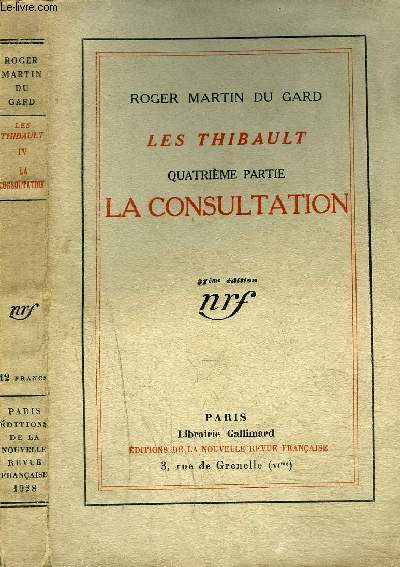 ROGER
MARTIN
DU
GARD
LES
THIBAULT
IV
LA
CONSULTATION
nrf
12 FRANCS
PARIS
ÉDITIONS
DE LA
NOUVELLE
REVUE
FRANÇAISE
1928
ROGER MARTIN DU GARD
LES THIBAULT
QUATRIÈME PARTIE
LA CONSULTATION
édition
nrf
PARIS
Librairie Gallimard
ÉDITIONS DE LA NOUVELLE REVUE FRANÇAISE
3, rue de Grenelle (VIme)
Le-livre.com